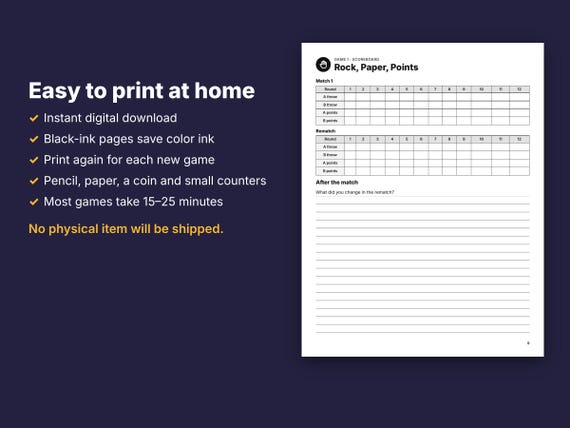 Easy to print at home
✓ Instant digital download
✓ Black-ink pages save color ink
✓ Print again for each new game
✓ Pencil, paper, a coin and small counters
✓ Most games take 15–25 minutes
No physical item will be shipped.
GAME 1 · SCOREBOARD
Rock, Paper, Points
Match 1
Round 1 2 3 4 5 6 7 8 9 10 11 12
A throw
B throw
A points
B points
Rematch
Round 1 2 3 4 5 6 7 8 9 10 11 12
A throw
B throw
A points
B points
After the match
What did you change in the rematch?